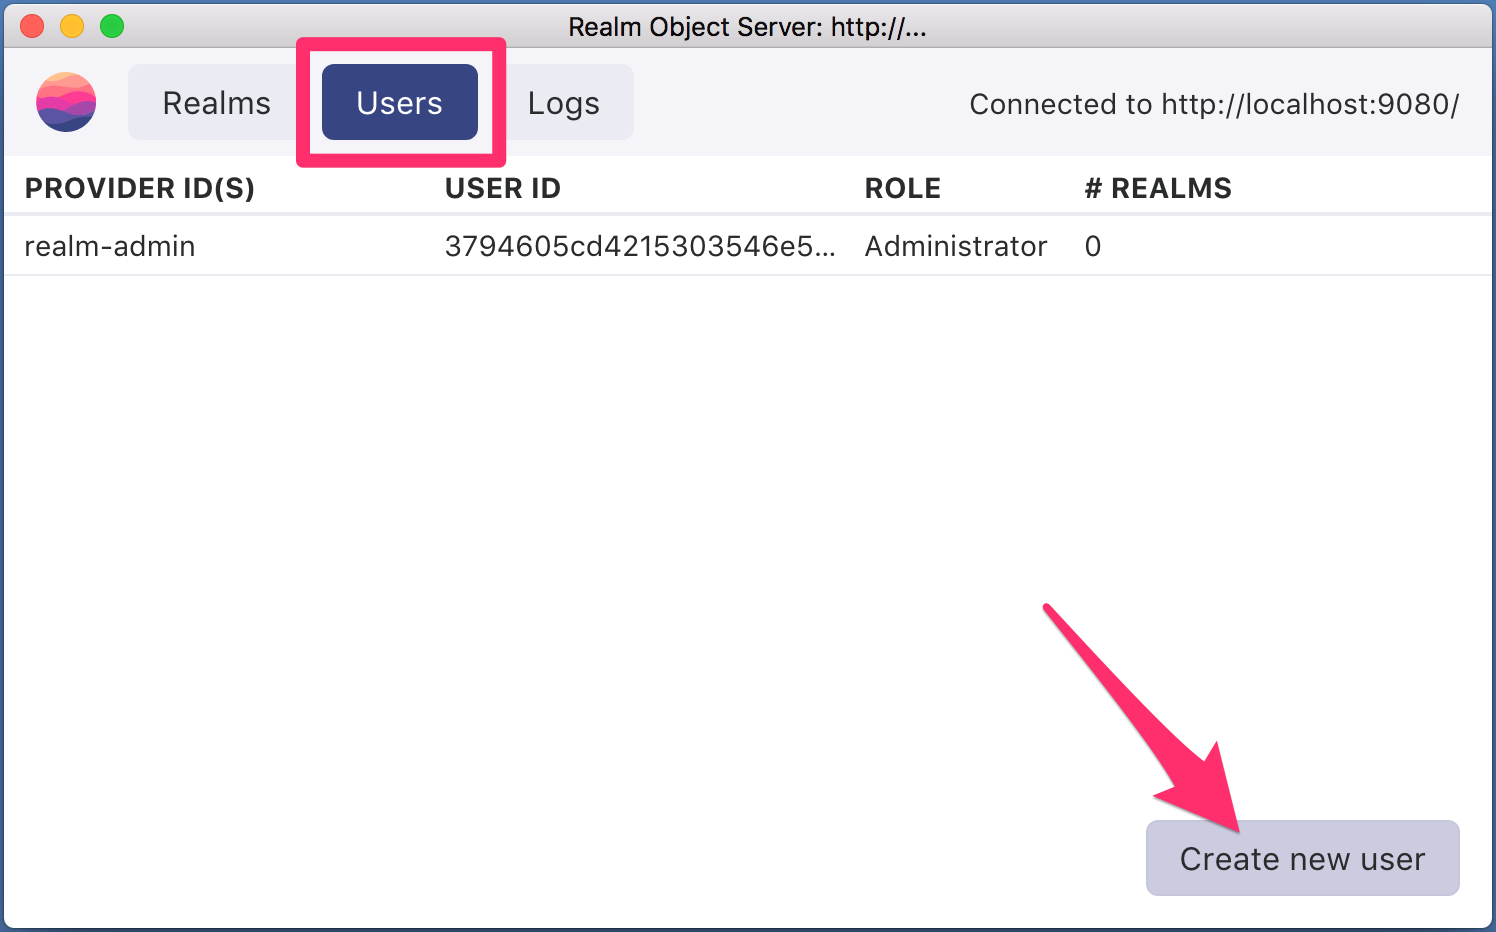 Realm Object Server: http://...
Realms Users Logs Connected to http://localhost:9080/
PROVIDER ID(S) USER ID ROLE # REALMS
realm-admin 3794605cd4215303546e5... Administrator 0
Create new user